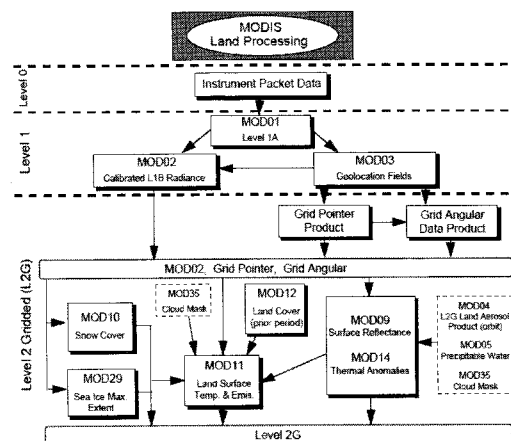 MODIS
Land Processing
Level 0
Instrument Packet Data
Level 1
MOD01
Level 1A
MOD02
Calibrated L1B Radiance
MOD03
Geolocation Fields
Grid Pointer
Product
Grid Angular
Data Product
Level 2 Gridded (L2G)
MOD02, Grid Pointer, Grid Angular
MOD10
Snow Cover
MOD35
Cloud Mask
MOD12
Land Cover
(prior period)
MOD09
Surface Reflectance
MOD14
Thermal Anomalies
MOD04
L2G Land Aerosol
Product (orbit)
MOD05
Precipitable Water
MOD35
Cloud Mask
MOD29
Sea Ice Max.
Extent
MOD11
Land Surface
Temp. & Emis.
Level 2G